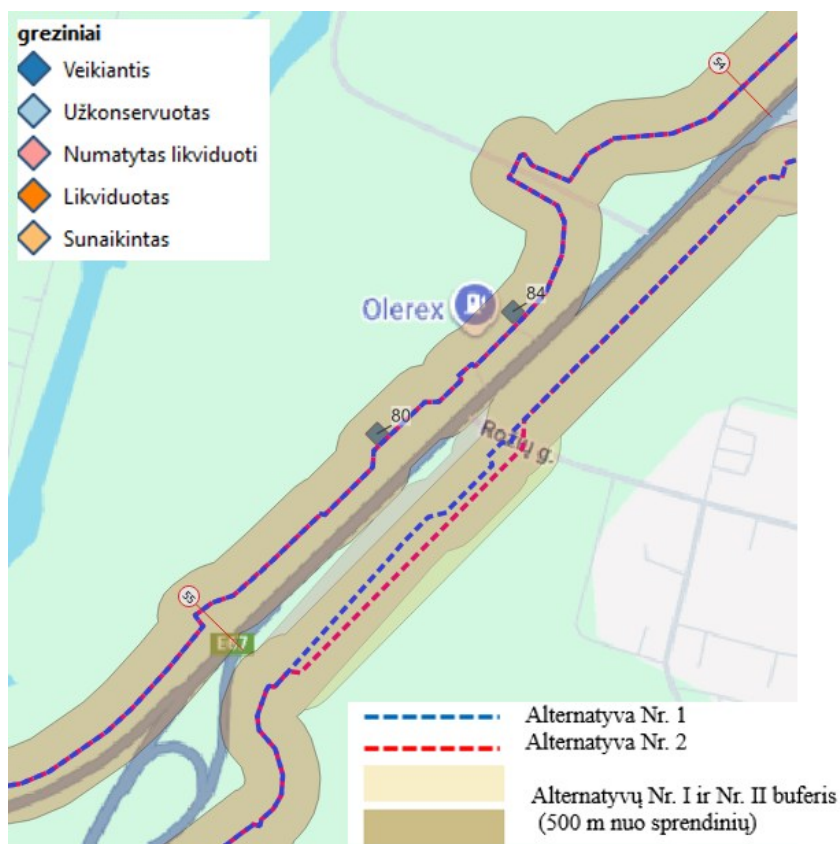 greziniai
Veikiantis
Užkonservuotas
Numatytas likviduoti
Likviduotas
Sunaikintas
54
84
Olerex
80
Rožių g.
55
E67
Alternatyva Nr. 1
Alternatyva Nr. 2
Alternatyvų Nr. I ir Nr. II buferis
(500 m nuo sprendinių)